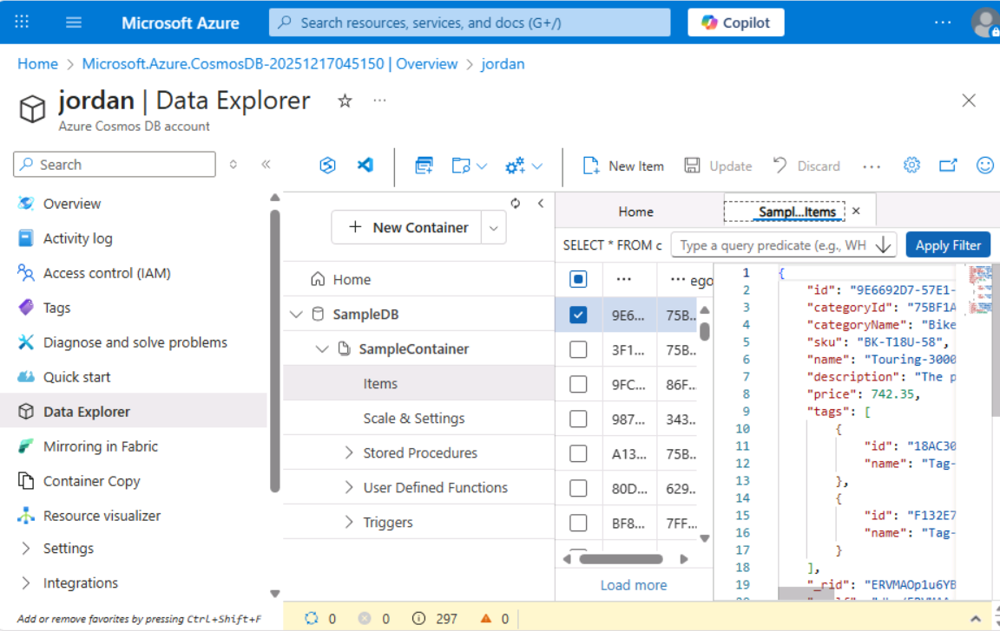 Microsoft Azure
Search resources, services, and docs (G+/)
Copilot
Home > Microsoft.Azure.CosmosDB-20251217045150 | Overview > jordan
jordan | Data Explorer
Azure Cosmos DB account
Search
New Item
Update
Discard
Overview
Activity log
Access control (IAM)
Tags
Diagnose and solve problems
Quick start
Data Explorer
Mirroring in Fabric
Container Copy
Resource visualizer
Settings
Integrations
Add or remove favorites by pressing Ctrl+Shift+F
+ New Container
Home
SampleDB
SampleContainer
Items
Scale & Settings
Stored Procedures
User Defined Functions
Triggers
Home
Sampl...Items
SELECT * FROM c
Type a query predicate (e.g., WH
Apply Filter
... ... ego
9E6... 75B..
3F1... 75B..
9FC... 86F..
987... 343..
A13... 75B..
80D... 629..
BF8... 7FF...
Load more
1 {
2 "id": "9E6692D7-57E1-
3 "categoryId": "75BF1A
4 "categoryName": "Bike
5 "sku": "BK-T18U-58",
6 "name": "Touring-3000
7 "description": "The p
8 "price": 742.35,
9 "tags": [
10 {
11 "id": "18AC30
12 "name": "Tag-
13 },
14 {
15 "id": "F132E7
16 "name": "Tag-
17 }
18 ],
19 "_rid": "ERVMAOp1u6YB
0 0 297 0